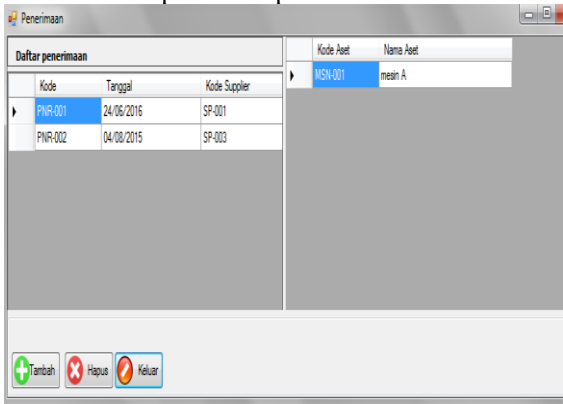 Penerimaan
Daftar penerimaan
Kode Tanggal Kode Supplier
PNR-001 24/06/2016 SP-001
PNR-002 04/08/2015 SP-003
Kode Aset Nama Aset
MSN-001 mesin A
Tambah Hapus Keluar